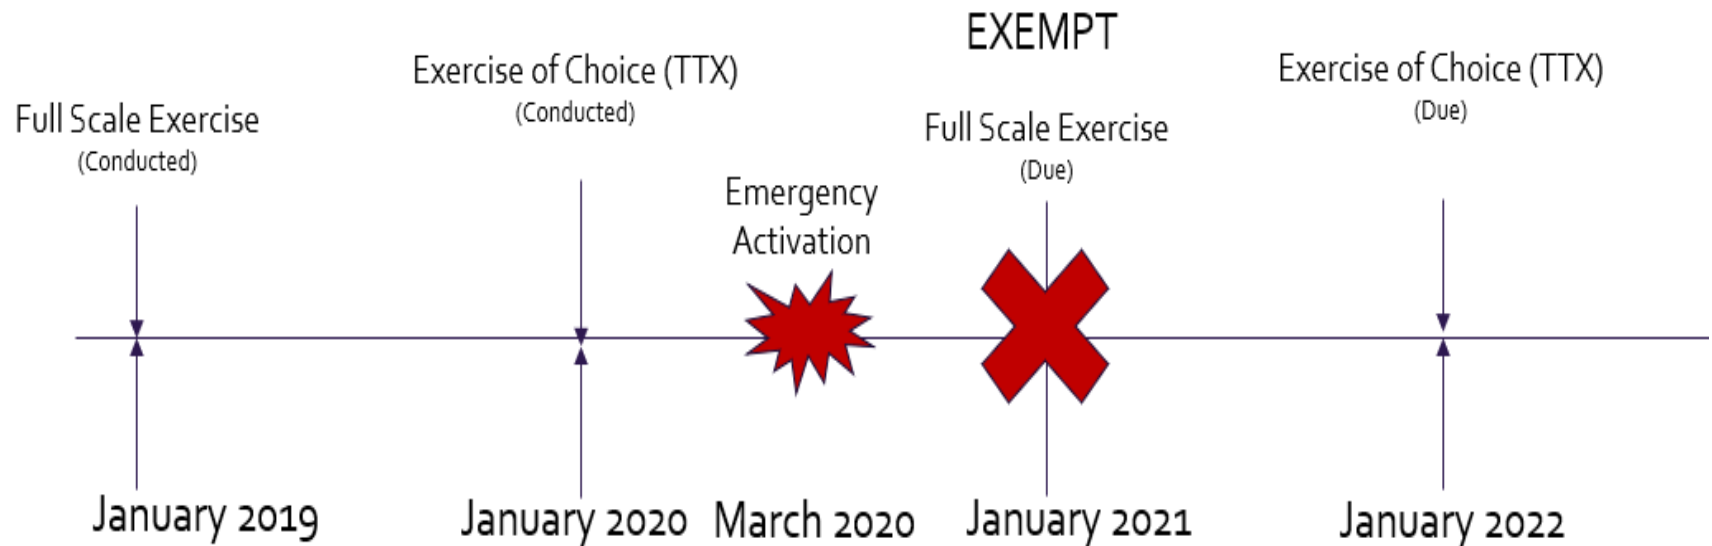 EXEMPT
Full Scale Exercise
(Conducted)
Exercise of Choice (TTX)
(Conducted)
Emergency
Activation
Full Scale Exercise
(Due)
Exercise of Choice (TTX)
(Due)
January 2019
January 2020
March 2020
January 2021
January 2022